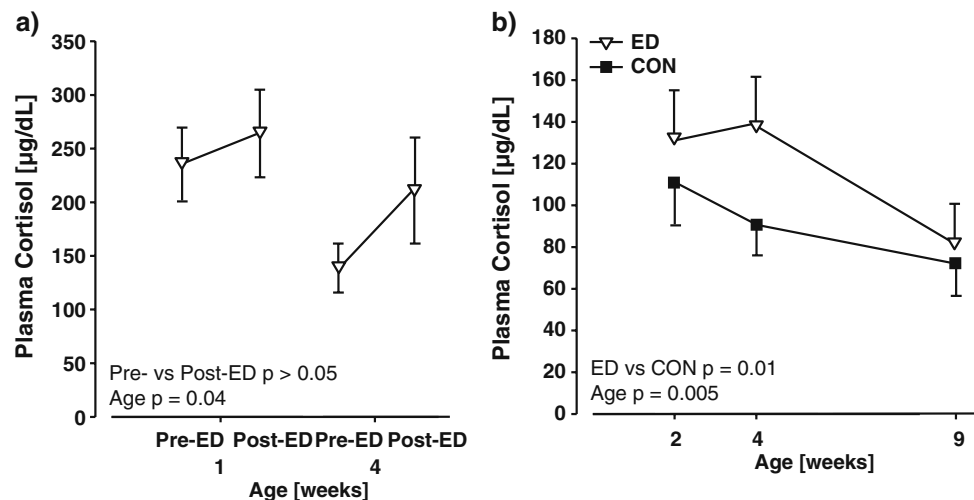 a)
350
300
250
200
150
100
50
0
Plasma Cortisol [µg/dL]
Pre- vs Post-ED p > 0.05
Age p = 0.04
Pre-ED Post-ED Pre-ED Post-ED
1 4
Age [weeks]
b)
180
160
140
120
100
80
60
40
20
0
Plasma Cortisol [µg/dL]
ED
CON
ED vs CON p = 0.01
Age p = 0.005
2 4 9
Age [weeks]